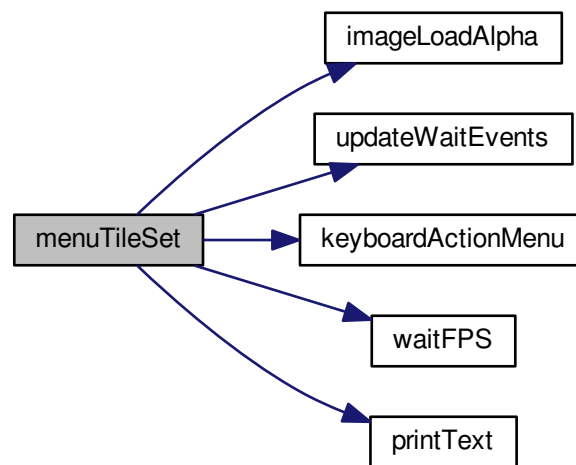 imageLoadAlpha
updateWaitEvents
menuTileSet
keyboardActionMenu
waitFPS
printText